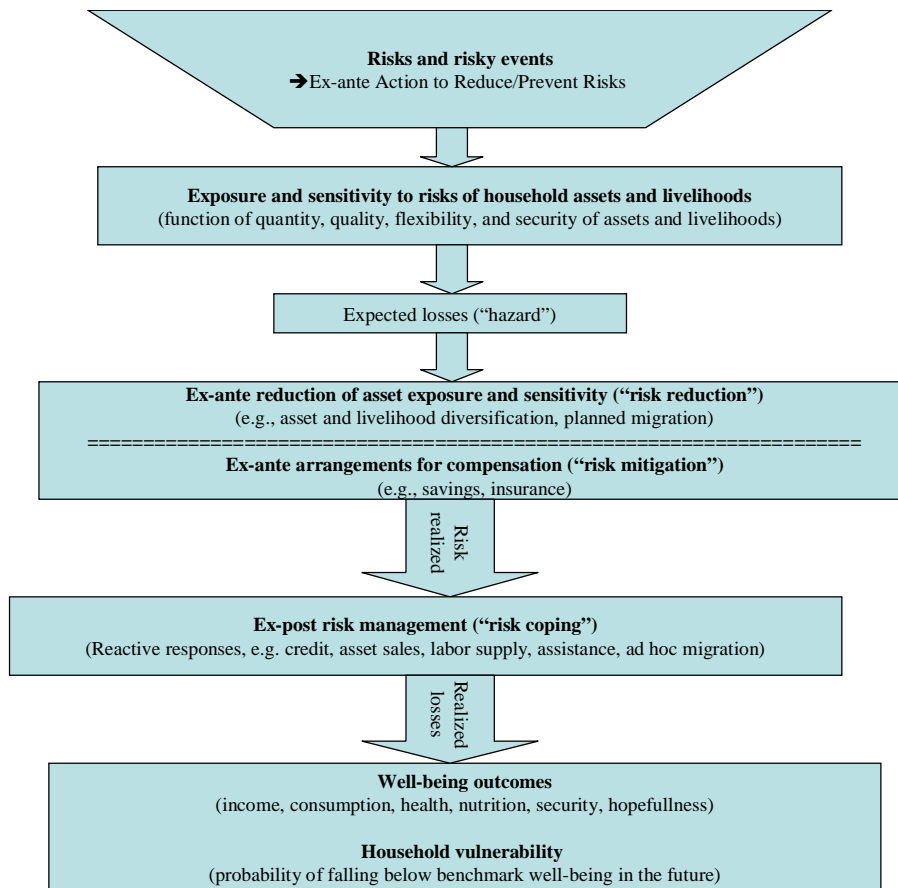 Risks and risky events
➔Ex-ante Action to Reduce/Prevent Risks
Exposure and sensitivity to risks of household assets and livelihoods
(function of quantity, quality, flexibility, and security of assets and livelihoods)
Expected losses (“hazard”)
Ex-ante reduction of asset exposure and sensitivity (“risk reduction”)
(e.g., asset and livelihood diversification, planned migration)
=====================================================================
Ex-ante arrangements for compensation (“risk mitigation”)
(e.g., savings, insurance)
Risk
realized
Ex-post risk management (“risk coping”)
(Reactive responses, e.g. credit, asset sales, labor supply, assistance, ad hoc migration)
Realized
losses
Well-being outcomes
(income, consumption, health, nutrition, security, hopefullness)
Household vulnerability
(probability of falling below benchmark well-being in the future)